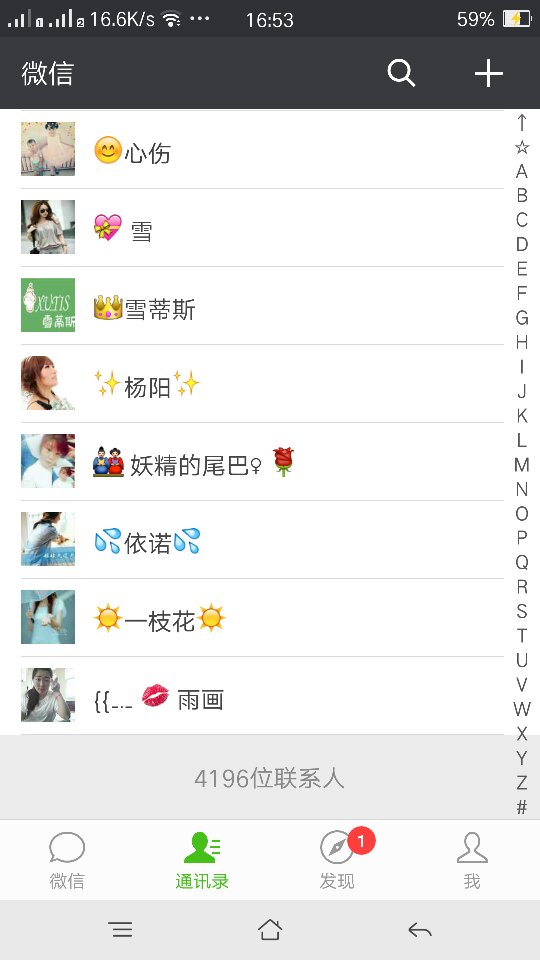 16.6K/s 16:53 59%
微信
😊心伤
💝 雪
XUTIS
雪蒂斯
👑雪蒂斯
✨杨阳✨
🎎 妖精的尾巴♀ 🌹
💦依诺💦
☀一枝花☀
{{_._ 💋 雨画
↑
☆
A
B
C
D
E
F
G
H
I
J
K
L
M
N
O
P
Q
R
S
T
U
V
W
X
Y
Z
#
4196位联系人
1
微信 通讯录 发现 我